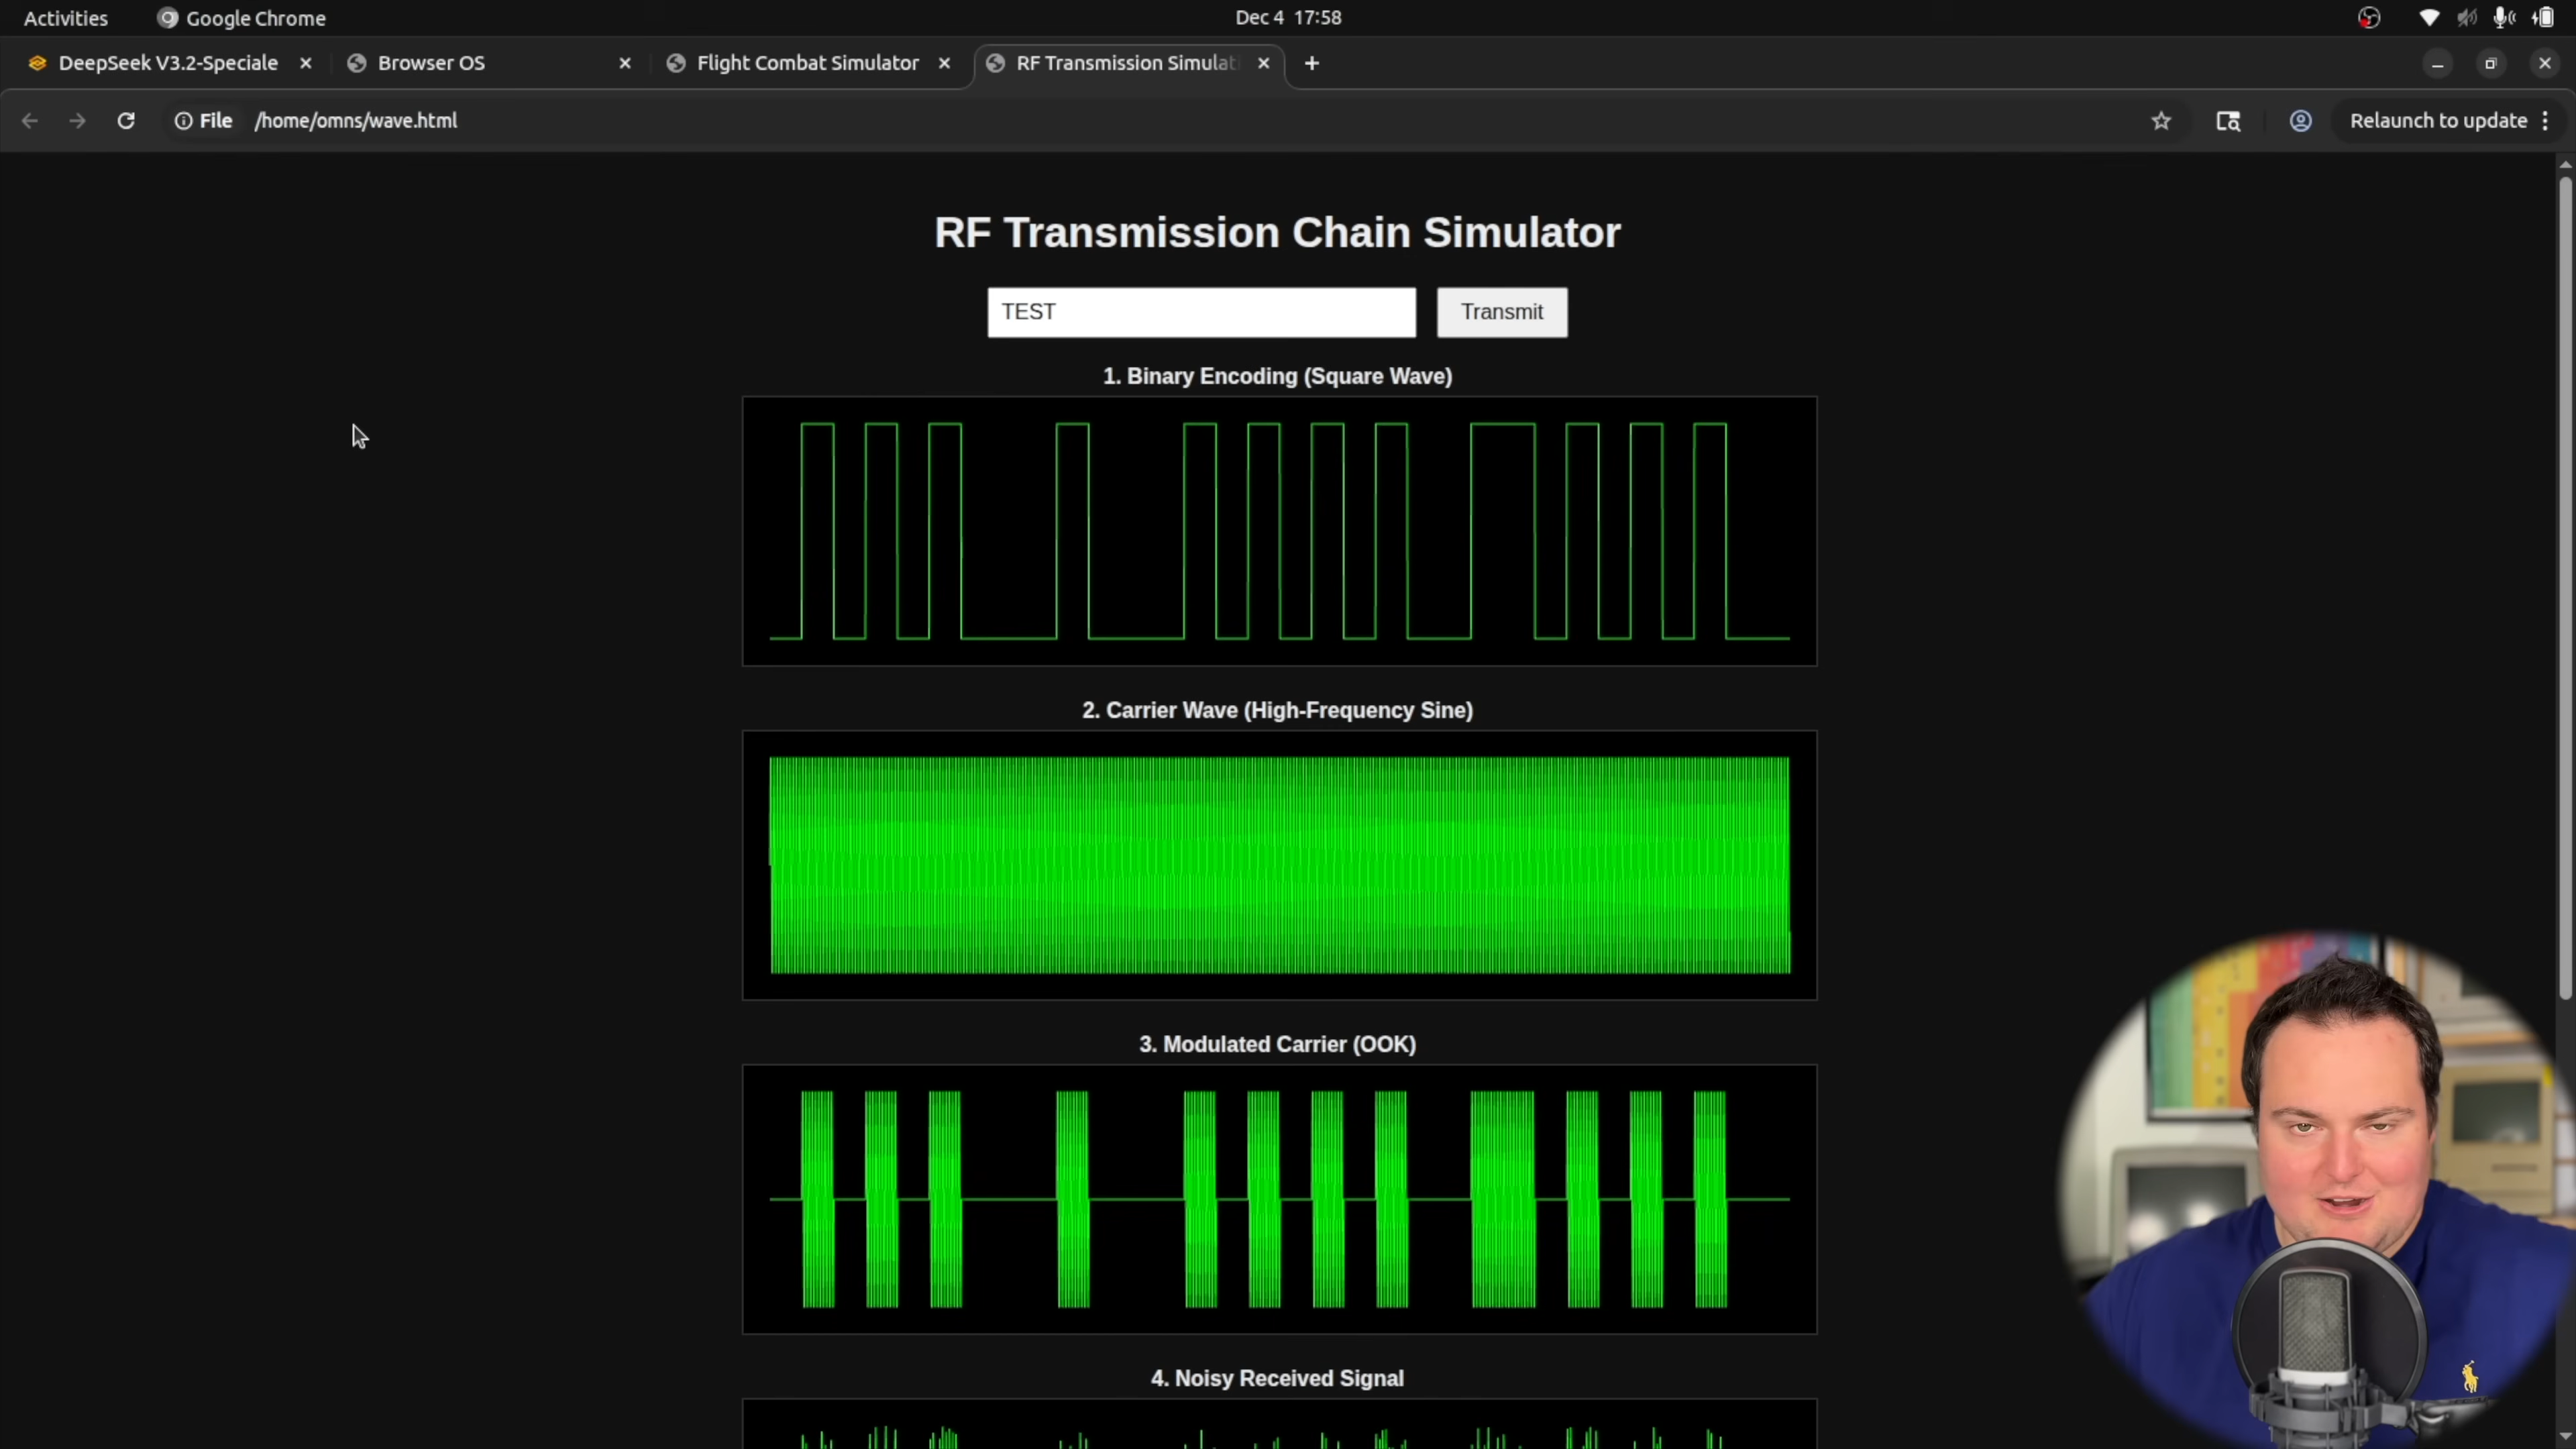 Activities Google Chrome Dec 4 17:58
DeepSeek V3.2-Speciale Browser OS Flight Combat Simulator RF Transmission Simulati
File /home/omns/wave.html Relaunch to update
RF Transmission Chain Simulator
TEST Transmit
1. Binary Encoding (Square Wave)
2. Carrier Wave (High-Frequency Sine)
3. Modulated Carrier (OOK)
4. Noisy Received Signal